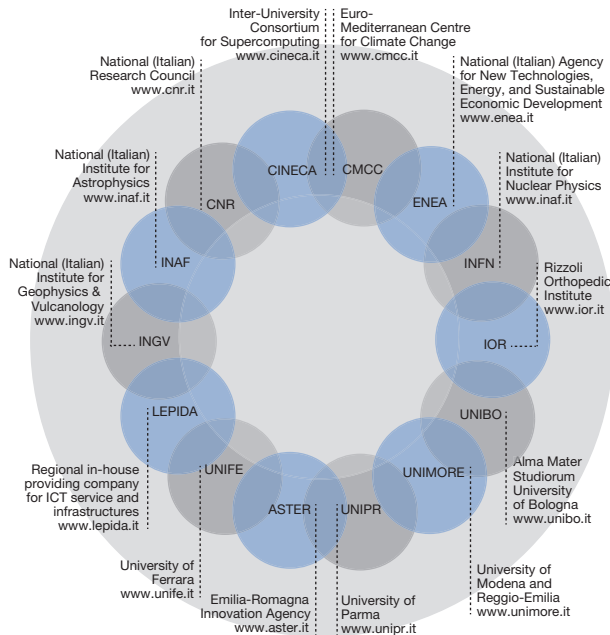 Inter-University
Consortium
for Supercomputing
www.cineca.it
Euro-
Mediterranean Centre
for Climate Change
www.cmcc.it
National (Italian)
Research Council
www.cnr.it
National (Italian) Agency
for New Technologies,
Energy, and Sustainable
Economic Development
www.enea.it
National (Italian)
Institute for
Astrophysics
www.inaf.it
National (Italian)
Institute for
Nuclear Physics
www.inaf.it
CINECA
CMCC
CNR
ENEA
INAF
INFN
National (Italian)
Institute for
Geophysics &
Vulcanology
www.ingv.it
Rizzoli
Orthopedic
Institute
www.ior.it
INGV
IOR
LEPIDA
UNIBO
UNIFE
UNIMORE
ASTER
UNIPR
Regional in-house
providing company
for ICT service and
infrastructures
www.lepida.it
Alma Mater
Studiorum
University
of Bologna
www.unibo.it
University of
Ferrara
www.unife.it
Emilia-Romagna
Innovation Agency
www.aster.it
University of
Parma
www.unipr.it
University of
Modena and
Reggio-Emilia
www.unimore.it